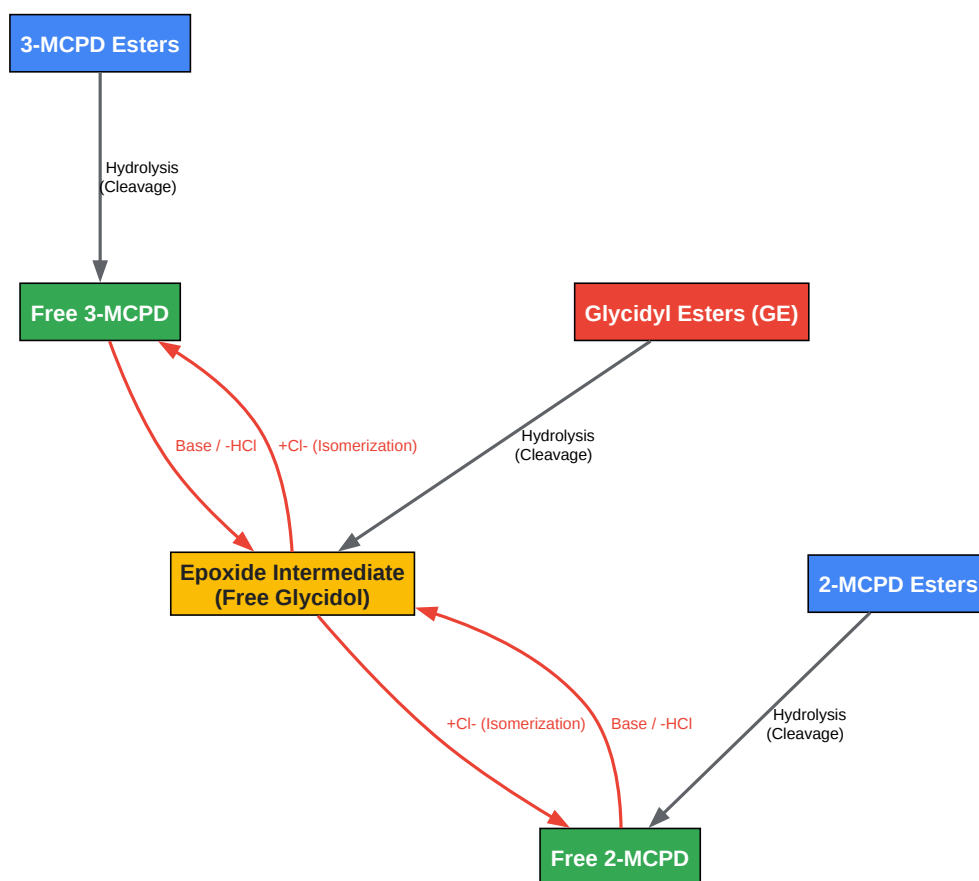 3-MCPD Esters
Hydrolysis
(Cleavage)
Free 3-MCPD
Glycidyl Esters (GE)
Base / -HCl
+Cl- (Isomerization)
Hydrolysis
(Cleavage)
Epoxide Intermediate
(Free Glycidol)
2-MCPD Esters
+Cl- (Isomerization)
Base / -HCl
Hydrolysis
(Cleavage)
Free 2-MCPD